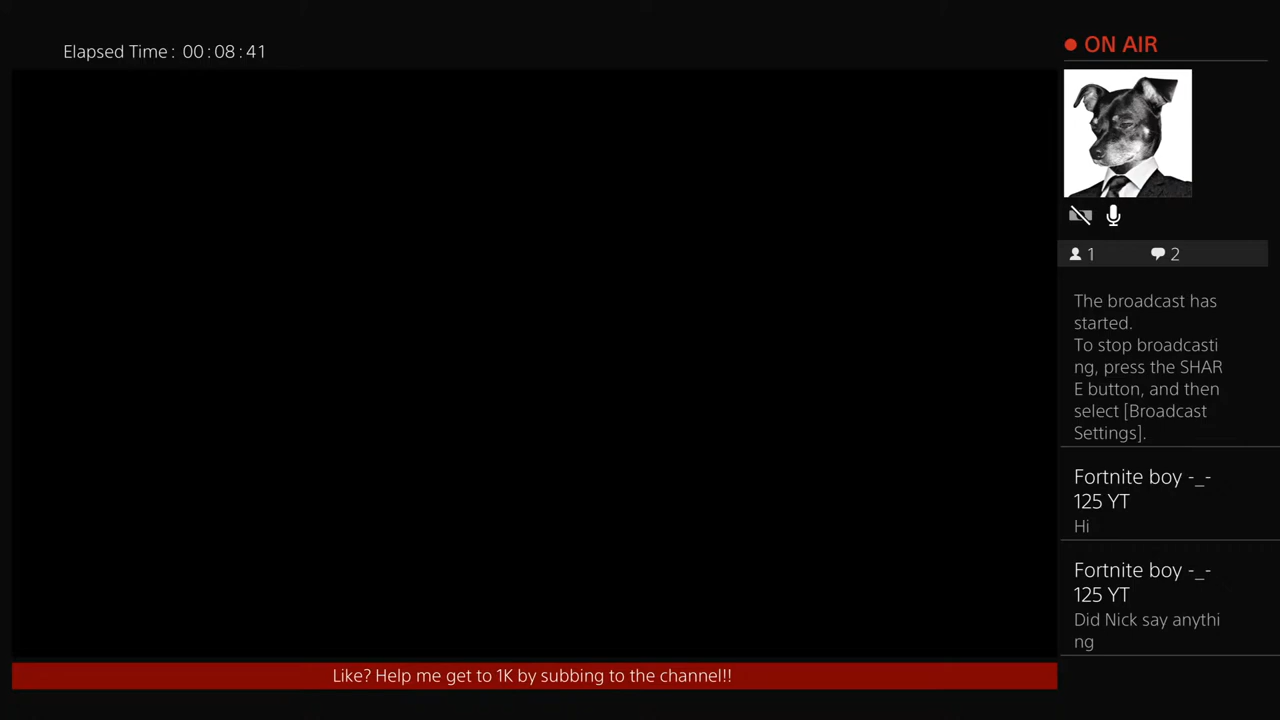 Elapsed Time : 00:08:41
ON AIR
1 2
The broadcast has
started.
To stop broadcasti
ng, press the SHAR
E button, and then
select [Broadcast
Settings].
Fortnite boy -_-
125 YT
Hi
Fortnite boy -_-
125 YT
Did Nick say anythi
ng
Like? Help me get to 1K by subbing to the channel!!